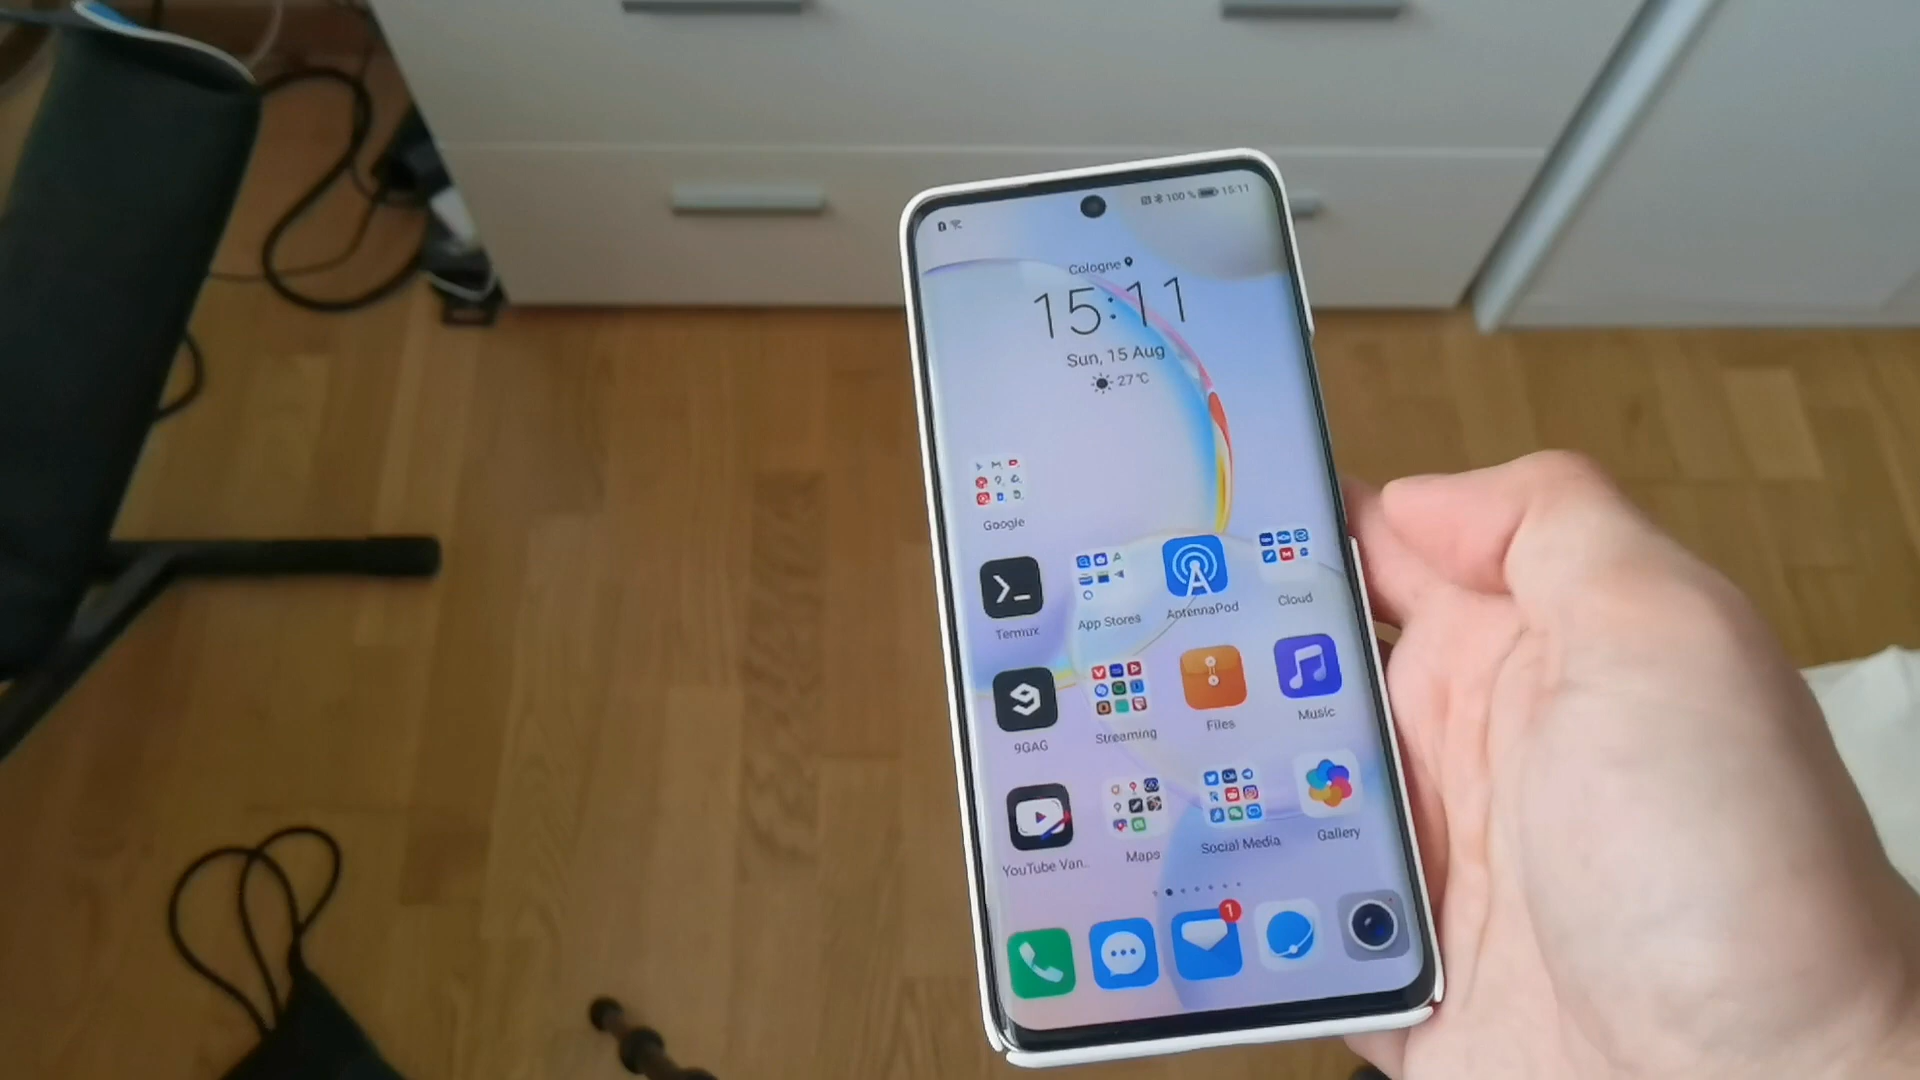 100 % 15:11
Cologne
15:11
Sun, 15 Aug
27°C
Google
Termux
App Stores
AntennaPod
Cloud
9GAG
Streaming
Files
Music
YouTube Van..
Maps
Social Media
Gallery
1